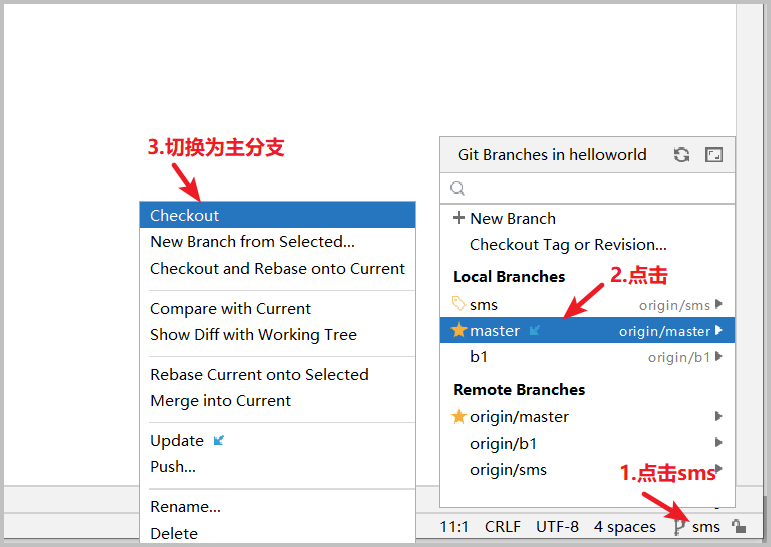 3.切换为主分支
Checkout
New Branch from Selected...
Checkout and Rebase onto Current
Compare with Current
Show Diff with Working Tree
Rebase Current onto Selected
Merge into Current
Update
Push...
Rename...
Delete
Git Branches in helloworld
New Branch
Checkout Tag or Revision...
Local Branches
2.点击
sms origin/sms
master origin/master
b1 origin/b1
Remote Branches
origin/master
origin/b1
origin/sms
1.点击sms
11:1 CRLF UTF-8 4 spaces sms